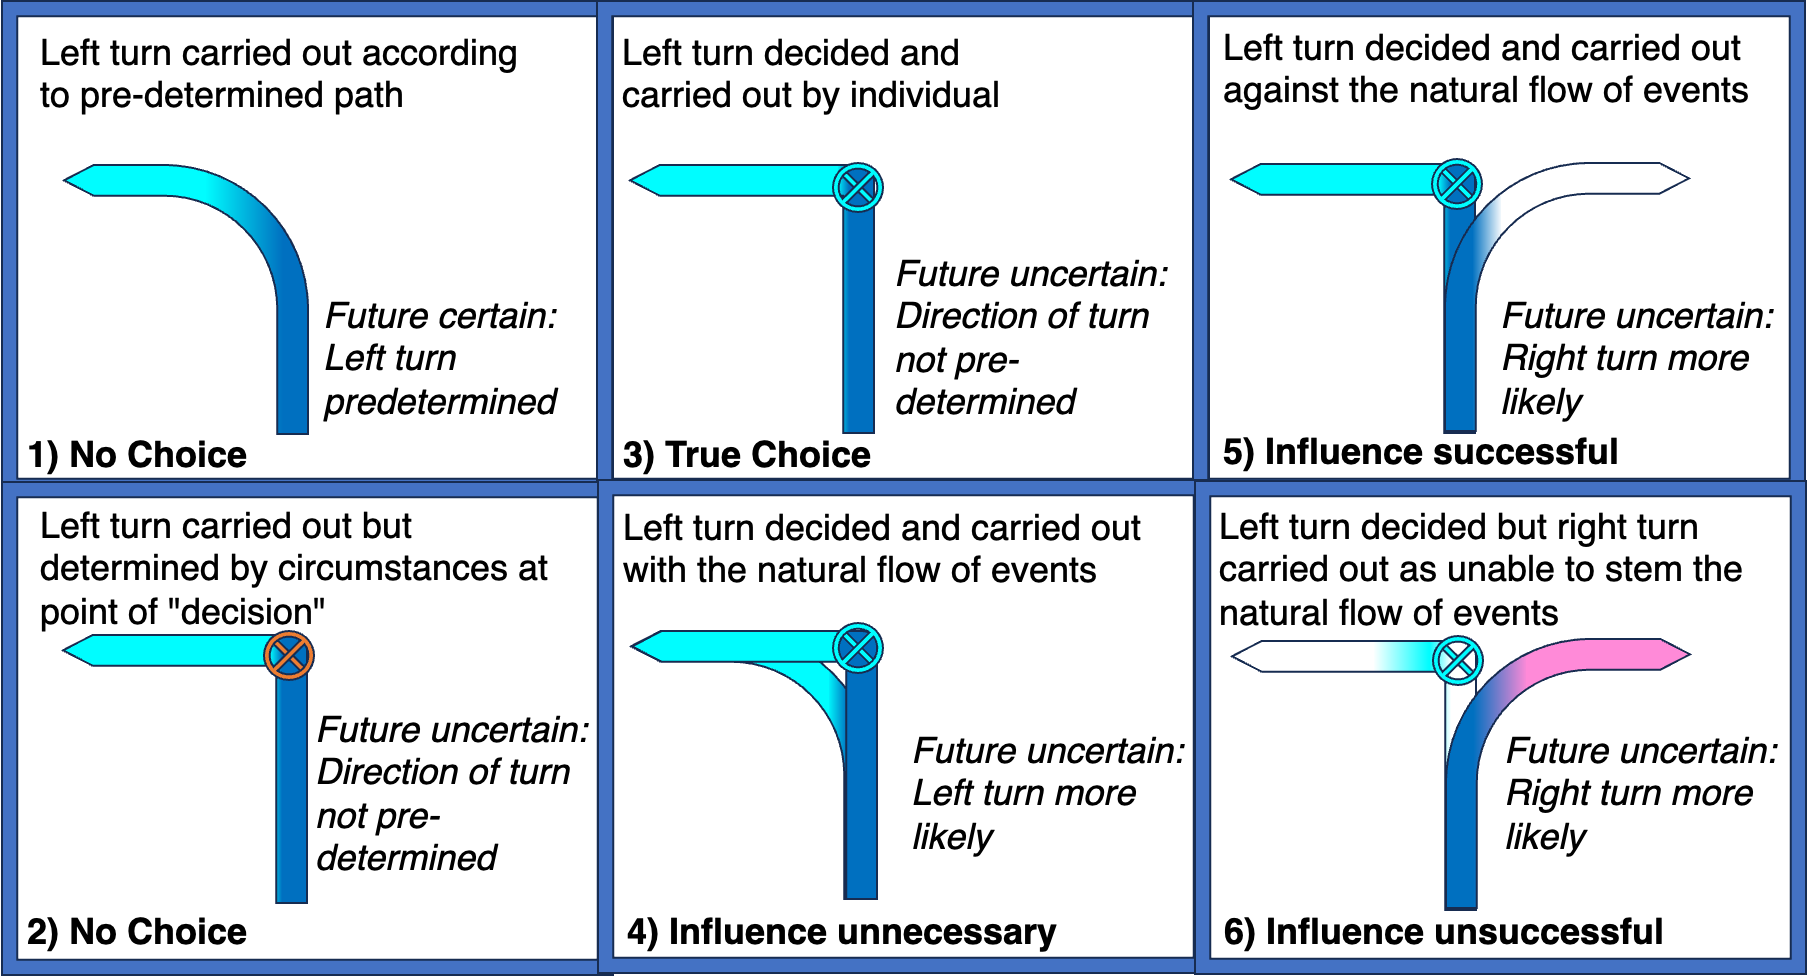 Left turn carried out according
to pre-determined path
Future certain:
Left turn
predetermined
1) No Choice
Left turn decided and
carried out by individual
Future uncertain:
Direction of turn
not pre-
determined
3) True Choice
Left turn decided and carried out
against the natural flow of events
Future uncertain:
Right turn more
likely
5) Influence successful
Left turn carried out but
determined by circumstances at
point of "decision"
Future uncertain:
Direction of turn
not pre-
determined
2) No Choice
Left turn decided and carried out
with the natural flow of events
Future uncertain:
Left turn more
likely
4) Influence unnecessary
Left turn decided but right turn
carried out as unable to stem the
natural flow of events
Future uncertain:
Right turn more
likely
6) Influence unsuccessful